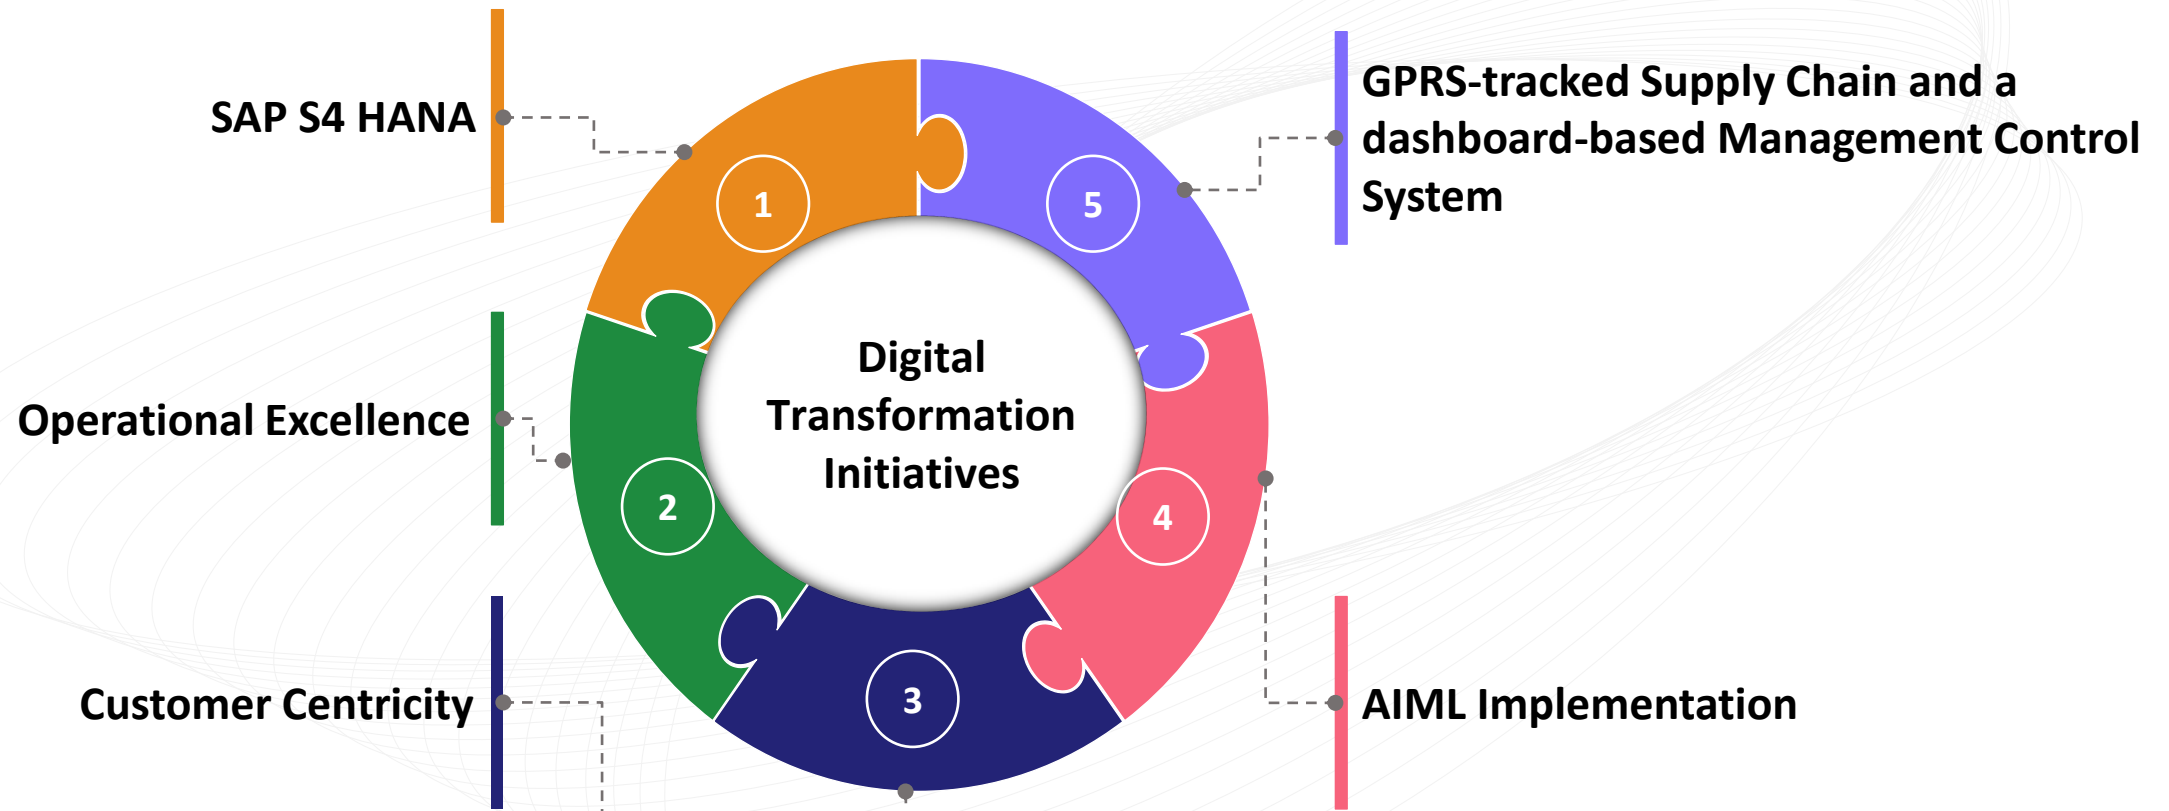 SAP S4 HANA
1
Operational Excellence
2
Customer Centricity
3
Digital
Transformation
Initiatives
4
AIML Implementation
5
GPRS-tracked Supply Chain and a
dashboard-based Management Control
System